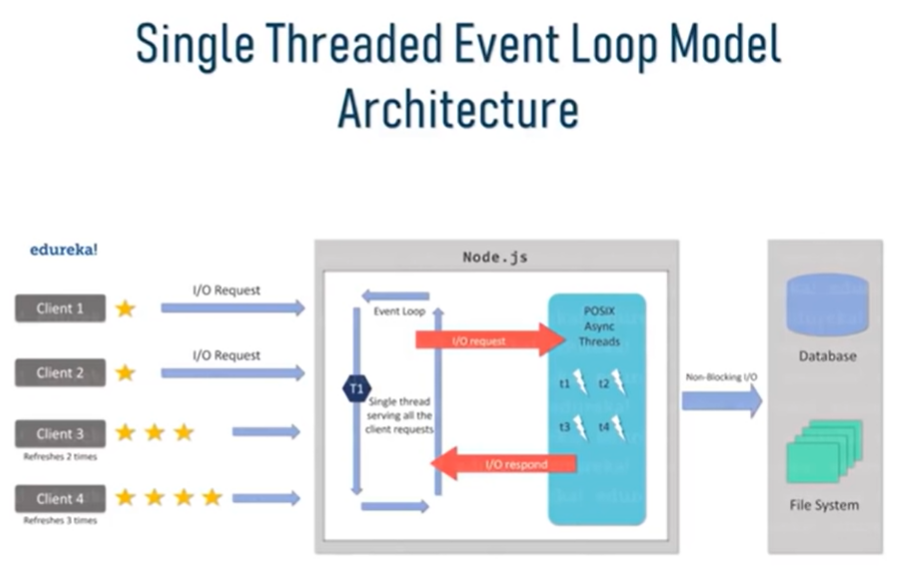 Single Threaded Event Loop Model
Architecture
edureka!
Node.js
Client 1
I/O Request
Client 2
I/O Request
Client 3
Refreshes 2 times
Client 4
Refreshes 3 times
Event Loop
T1
Single thread
serving all the
client requests
I/O request
I/O respond
POSIX
Async
Threads
t1 t2
t3 t4
Non-Blocking I/O
Database
File System